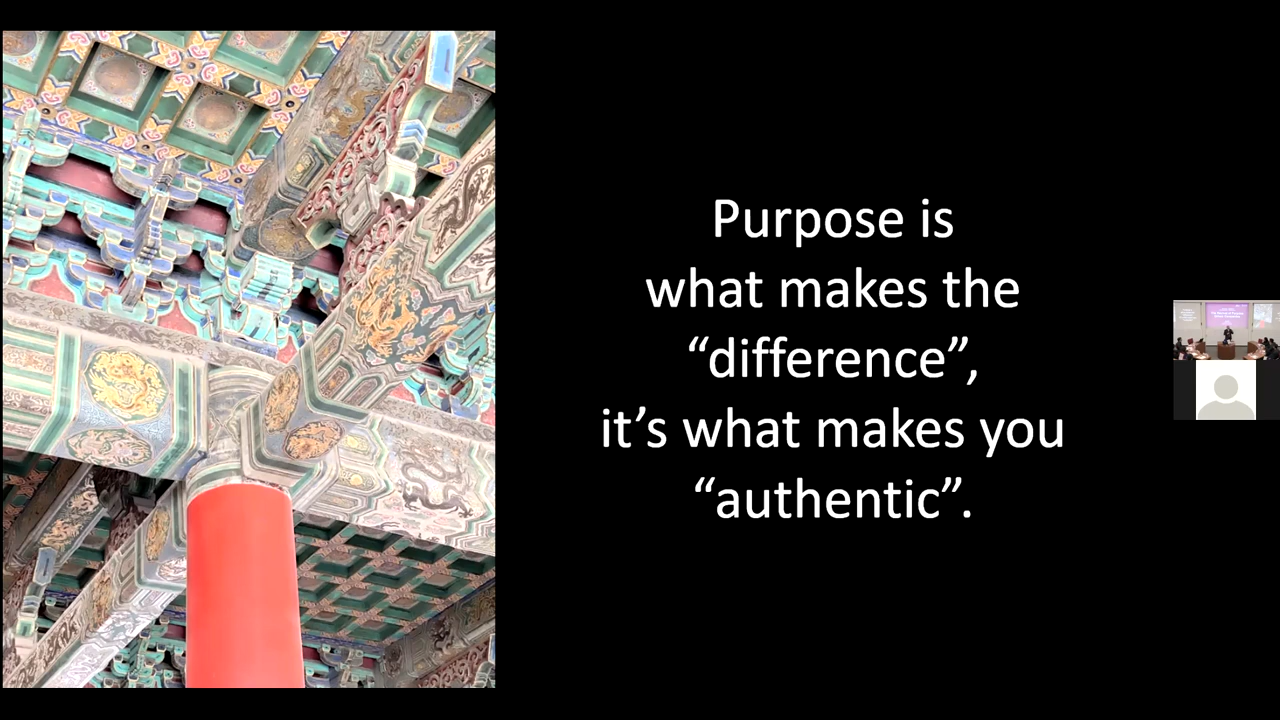 Purpose is
what makes the
“difference”,
it’s what makes you
“authentic”.